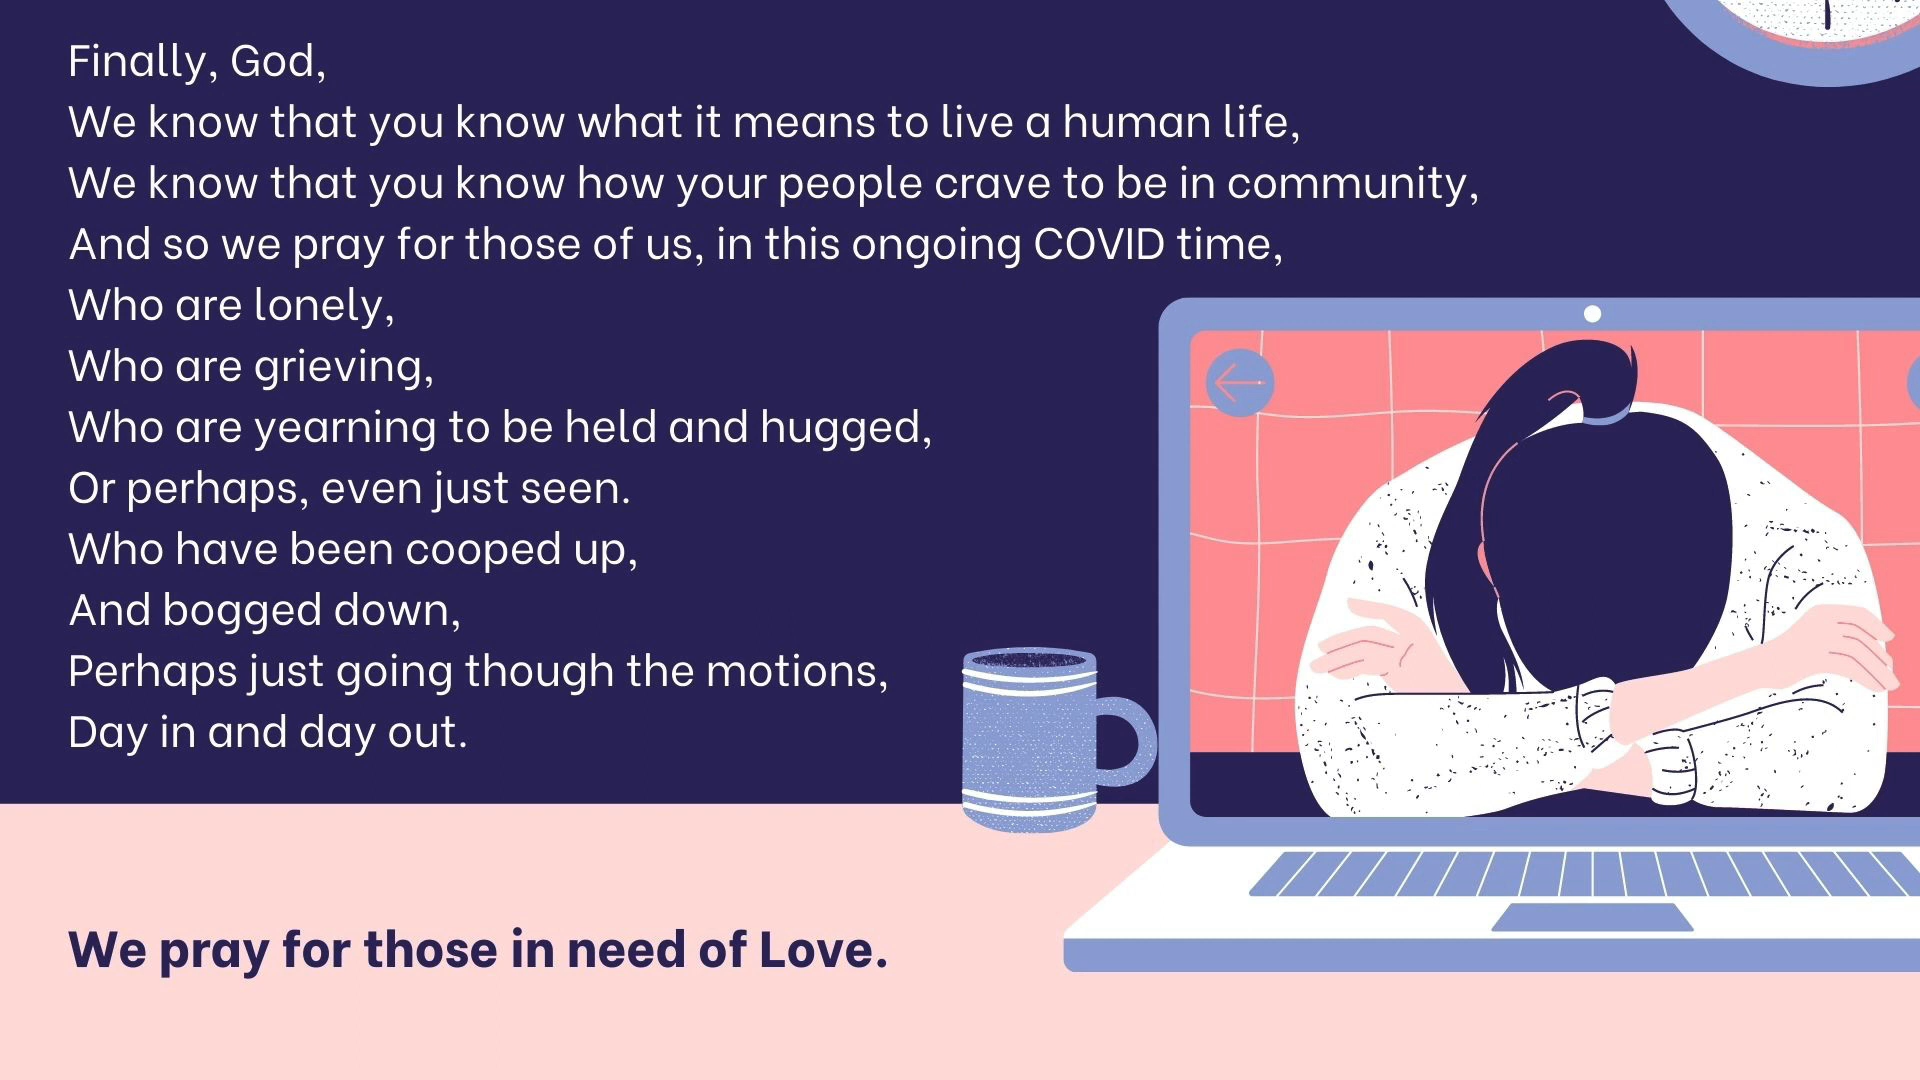 Finally, God,
We know that you know what it means to live a human life,
We know that you know how your people crave to be in community,
And so we pray for those of us, in this ongoing COVID time,
Who are lonely,
Who are grieving,
Who are yearning to be held and hugged,
Or perhaps, even just seen.
Who have been cooped up,
And bogged down,
Perhaps just going though the motions,
Day in and day out.
We pray for those in need of Love.